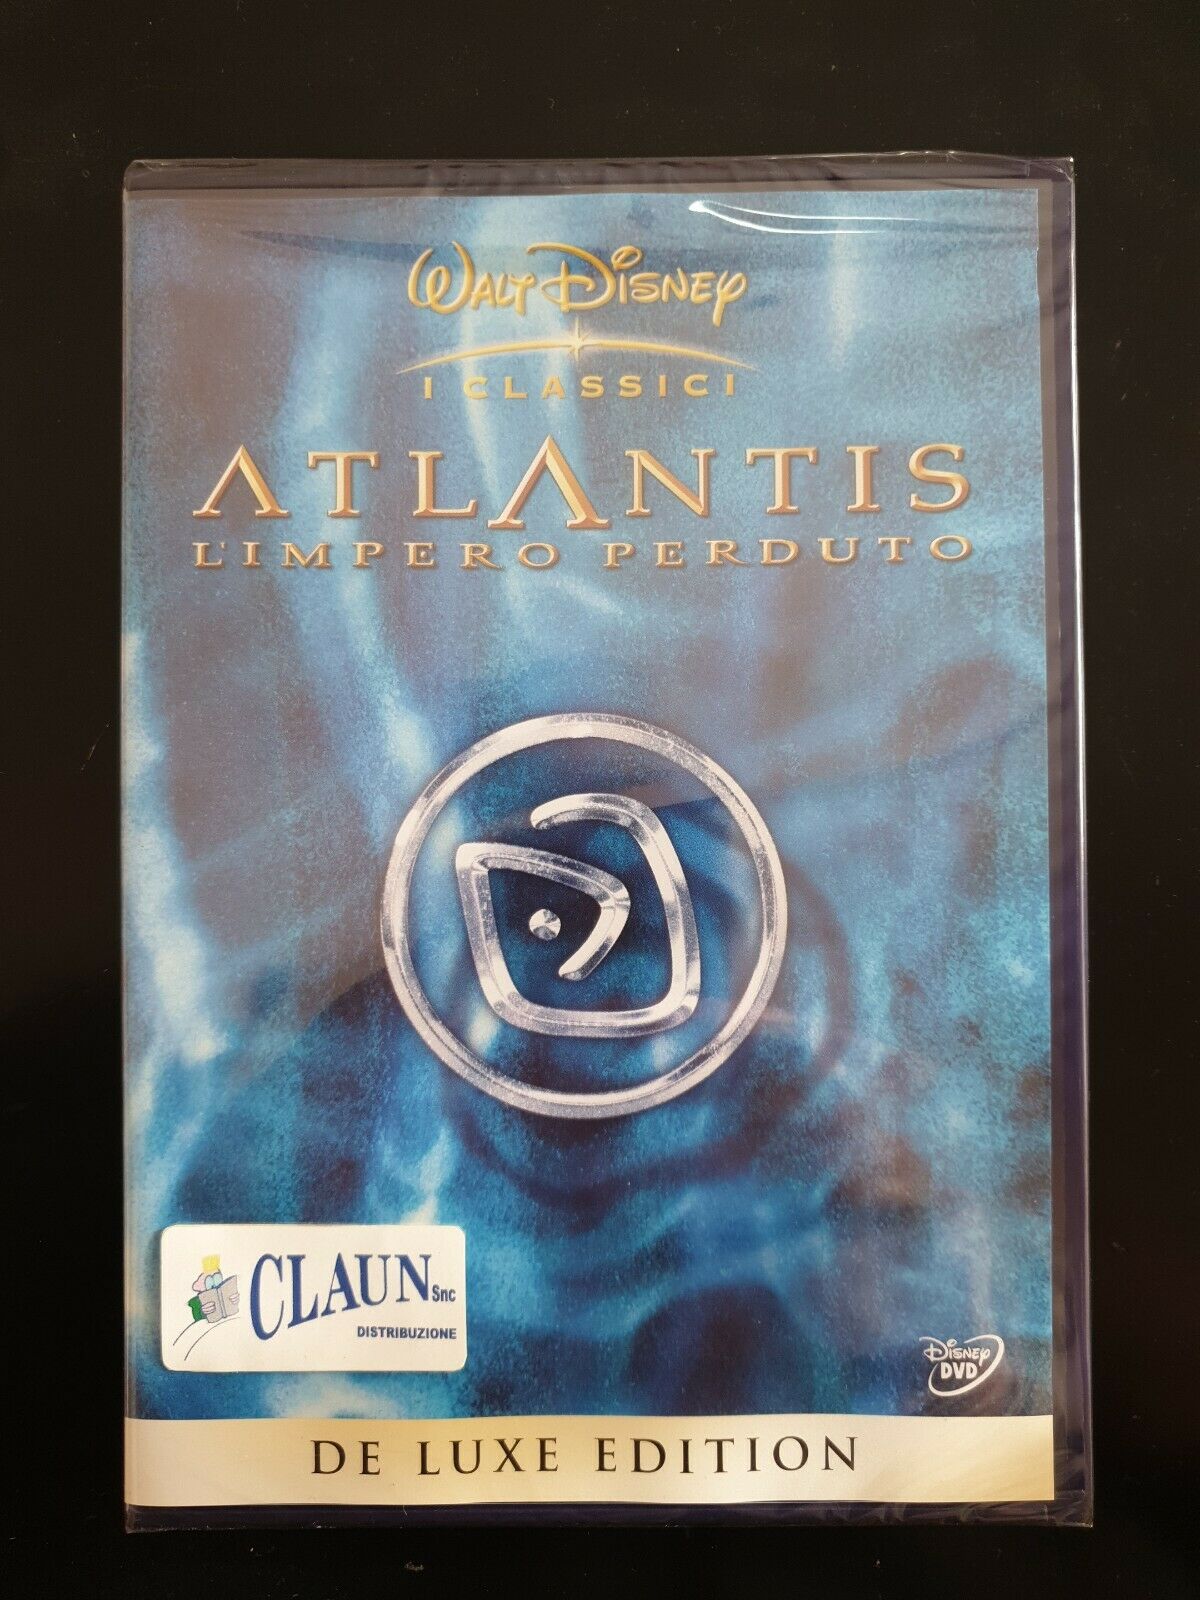 WALT DISNEY
I CLASSICI
ATLANTIS
L'IMPERO PERDUTO
CLAUN Snc
DISTRIBUZIONE
DISNEY
DVD
DE LUXE EDITION